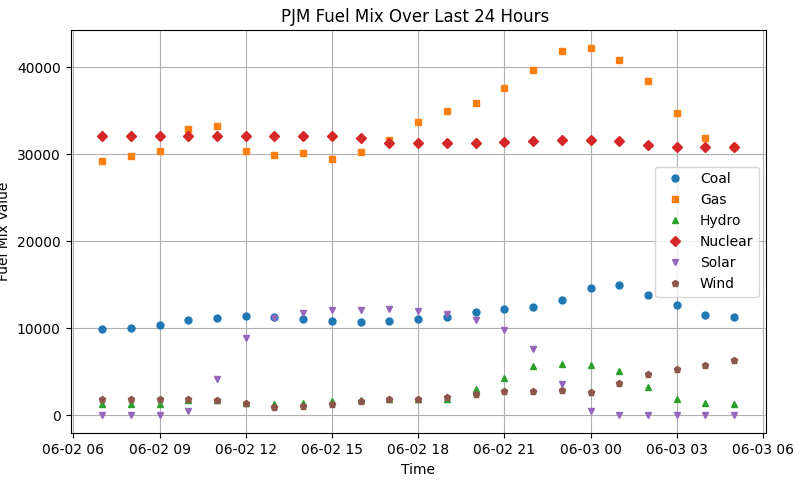 PJM Fuel Mix Over Last 24 Hours
40000
30000
20000
10000
0
Fuel Mix Value
Coal
Gas
Hydro
Nuclear
Solar
Wind
06-02 06 06-02 09 06-02 12 06-02 15 06-02 18 06-02 21 06-03 00 06-03 03 06-03 06
Time